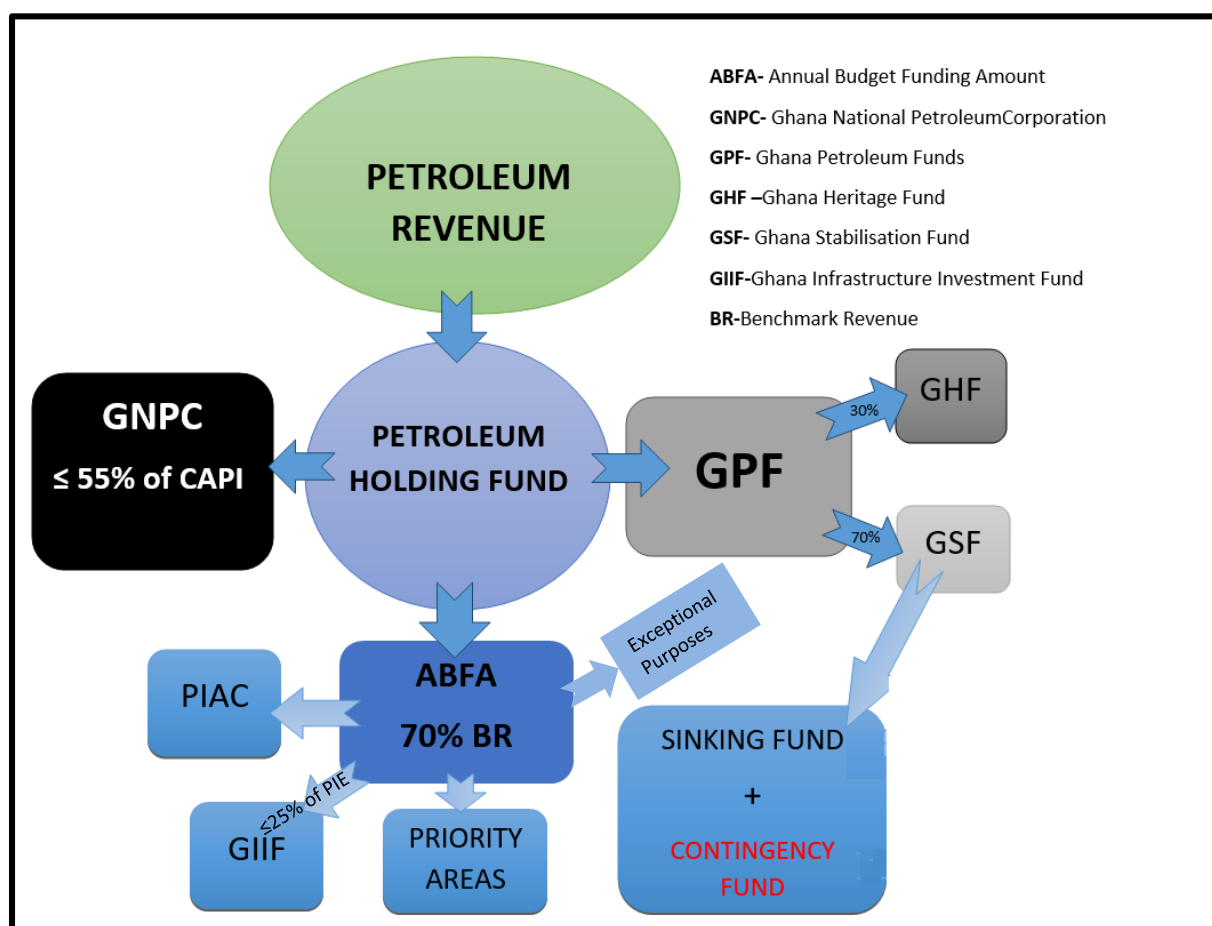 PETROLEUM
REVENUE
ABFA- Annual Budget Funding Amount
GNPC- Ghana National PetroleumCorporation
GPF- Ghana Petroleum Funds
GHF –Ghana Heritage Fund
GSF- Ghana Stabilisation Fund
GIIF-Ghana Infrastructure Investment Fund
BR-Benchmark Revenue
GNPC
≤ 55% of CAPI
PETROLEUM
HOLDING FUND
GPF
30%
GHF
70%
GSF
ABFA
70% BR
Exceptional
Purposes
PIAC
≤25% of PIE
GIIF
PRIORITY
AREAS
SINKING FUND
+
CONTINGENCY
FUND